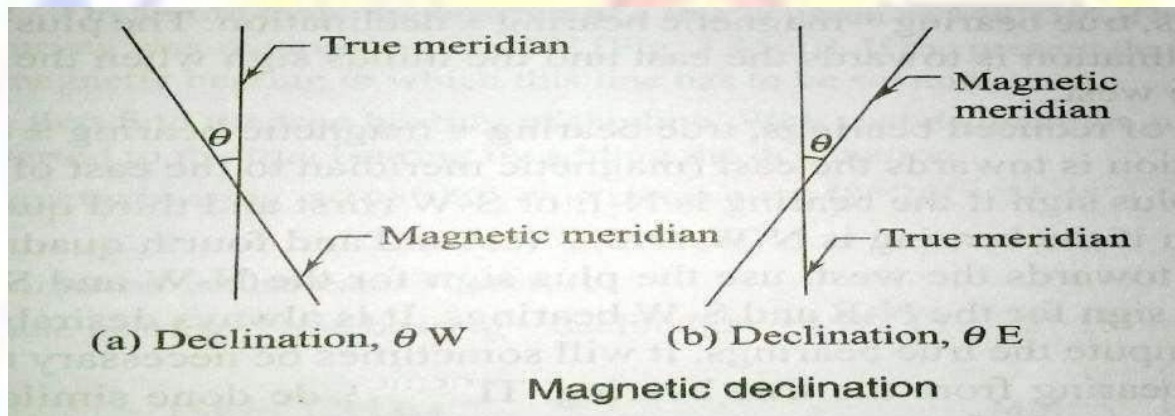 True meridian
Magnetic
meridian
θ
θ
Magnetic meridian
True meridian
(a) Declination, θ W
(b) Declination, θ E
Magnetic declination